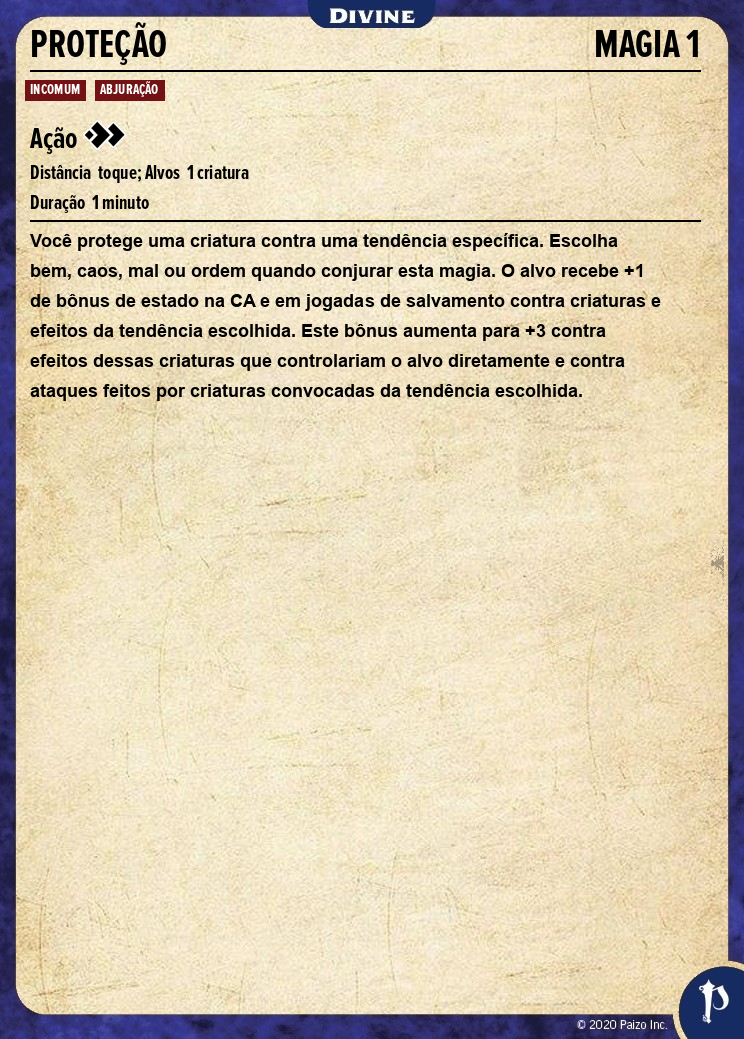 DIVINE
PROTEÇÃO MAGIA 1
INCOMUM ABJURAÇÃO
Ação
Distância toque; Alvos 1 criatura
Duração 1 minuto
Você protege uma criatura contra uma tendência específica. Escolha
bem, caos, mal ou ordem quando conjurar esta magia. O alvo recebe +1
de bônus de estado na CA e em jogadas de salvamento contra criaturas e
efeitos da tendência escolhida. Este bônus aumenta para +3 contra
efeitos dessas criaturas que controlariam o alvo diretamente e contra
ataques feitos por criaturas convocadas da tendência escolhida.
© 2020 Paizo Inc.
P